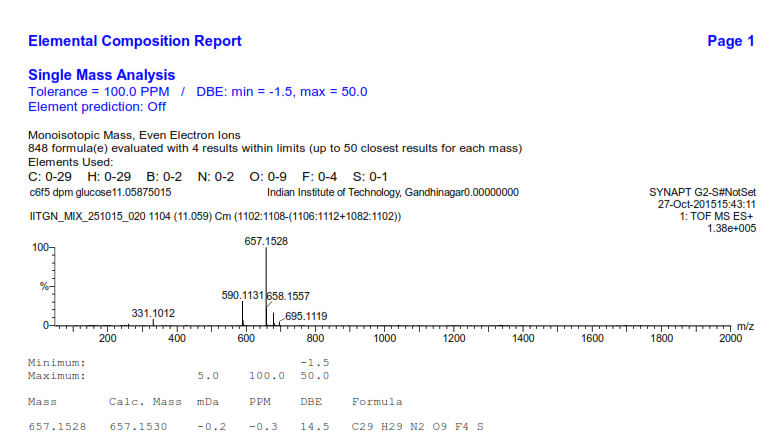 Elemental Composition Report Page 1
Single Mass Analysis
Tolerance = 100.0 PPM / DBE: min = -1.5, max = 50.0
Element prediction: Off
Monoisotopic Mass, Even Electron Ions
848 formula(e) evaluated with 4 results within limits (up to 50 closest results for each mass)
Elements Used:
C: 0-29 H: 0-29 B: 0-2 N: 0-2 O: 0-9 F: 0-4 S: 0-1
c6f5 dpm glucose11.05875015 Indian Institute of Technology, Gandhinagar0.00000000 SYNAPT G2-S#NotSet
27-Oct-201515:43:11
IITGN_MIX_251015_020 1104 (11.059) Cm (1102:1108-(1106:1112+1082:1102)) 1: TOF MS ES+
1.38e+005
657.1528
100
%
590.1131 658.1557
331.1012 695.1119
0
200 400 600 800 1000 1200 1400 1600 1800 2000 m/z
Minimum: -1.5
Maximum: 5.0 100.0 50.0
Mass Calc. Mass mDa PPM DBE Formula
657.1528 657.1530 -0.2 -0.3 14.5 C29 H29 N2 O9 F4 S